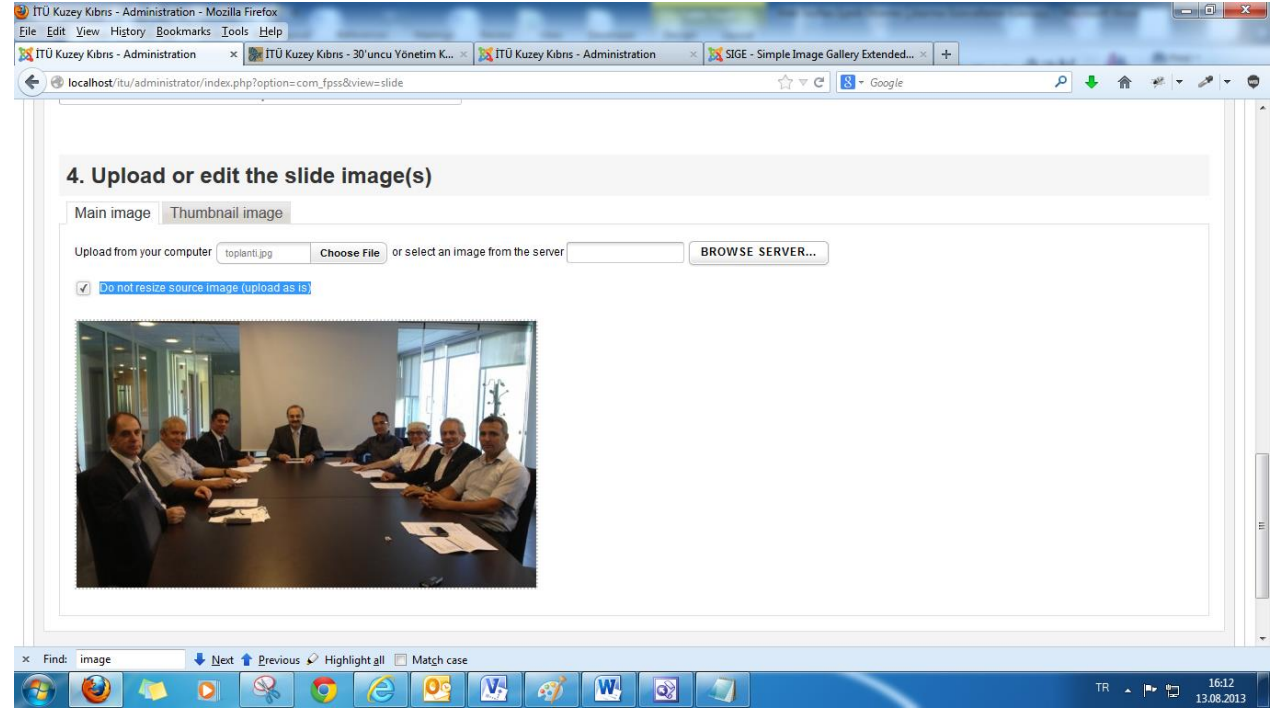 İTÜ Kuzey Kıbrıs - Administration - Mozilla Firefox
File Edit View History Bookmarks Tools Help
İTÜ Kuzey Kıbrıs - Administration × İTÜ Kuzey Kıbrıs - 30'uncu Yönetim K... × İTÜ Kuzey Kıbrıs - Administration × SIGE - Simple Image Gallery Extended... × +
localhost/itu/administrator/index.php?option=com_fpss&view=slide 8 Google
4. Upload or edit the slide image(s)
Main image Thumbnail image
Upload from your computer toplanti.jpg Choose File or select an image from the server BROWSE SERVER...
Do not resize source image (upload as is)
× Find: image Next Previous Highlight all Match case
TR 16:12
13.08.2013